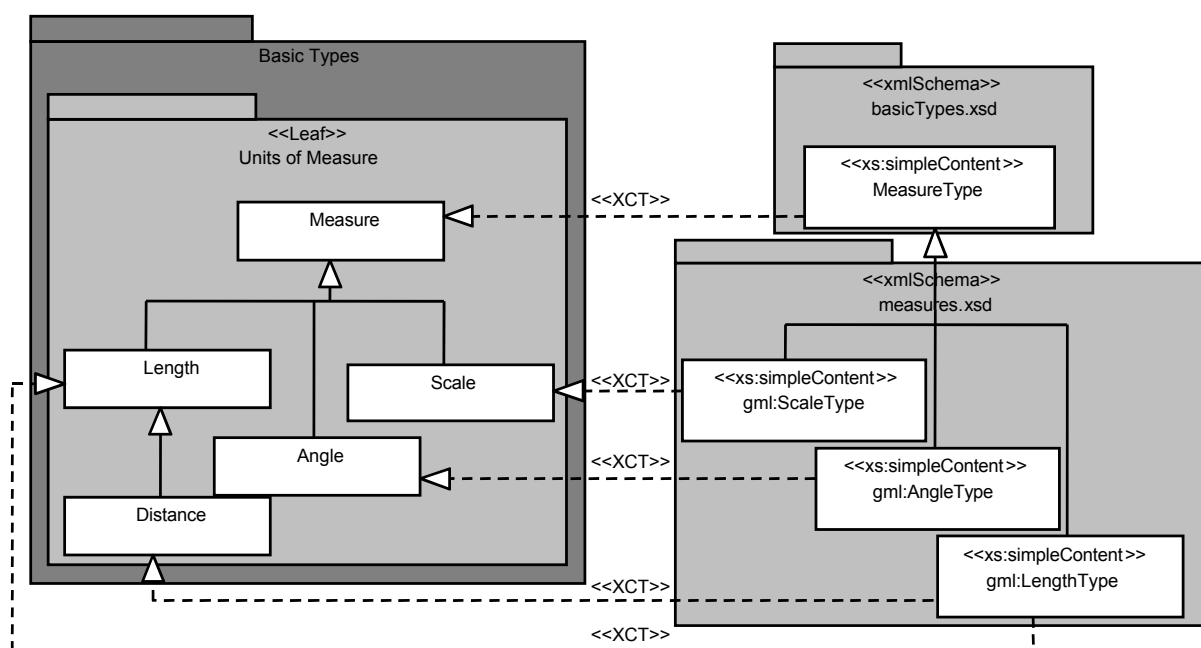 Basic Types
<<Leaf>>
Units of Measure
Measure
Length
Scale
Angle
Distance
<<XCT>>
<<XCT>>
<<XCT>>
<<XCT>>
<<XCT>>
<<xmlSchema>>
basicTypes.xsd
<<xs:simpleContent>>
MeasureType
<<xmlSchema>>
measures.xsd
<<xs:simpleContent>>
gml:ScaleType
<<xs:simpleContent>>
gml:AngleType
<<xs:simpleContent>>
gml:LengthType